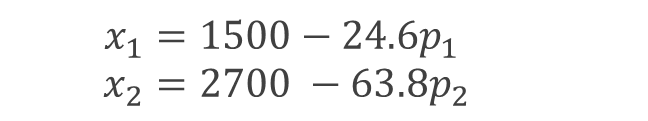 x₁ = 1500 − 24.6p₁
x₂ = 2700 − 63.8p₂